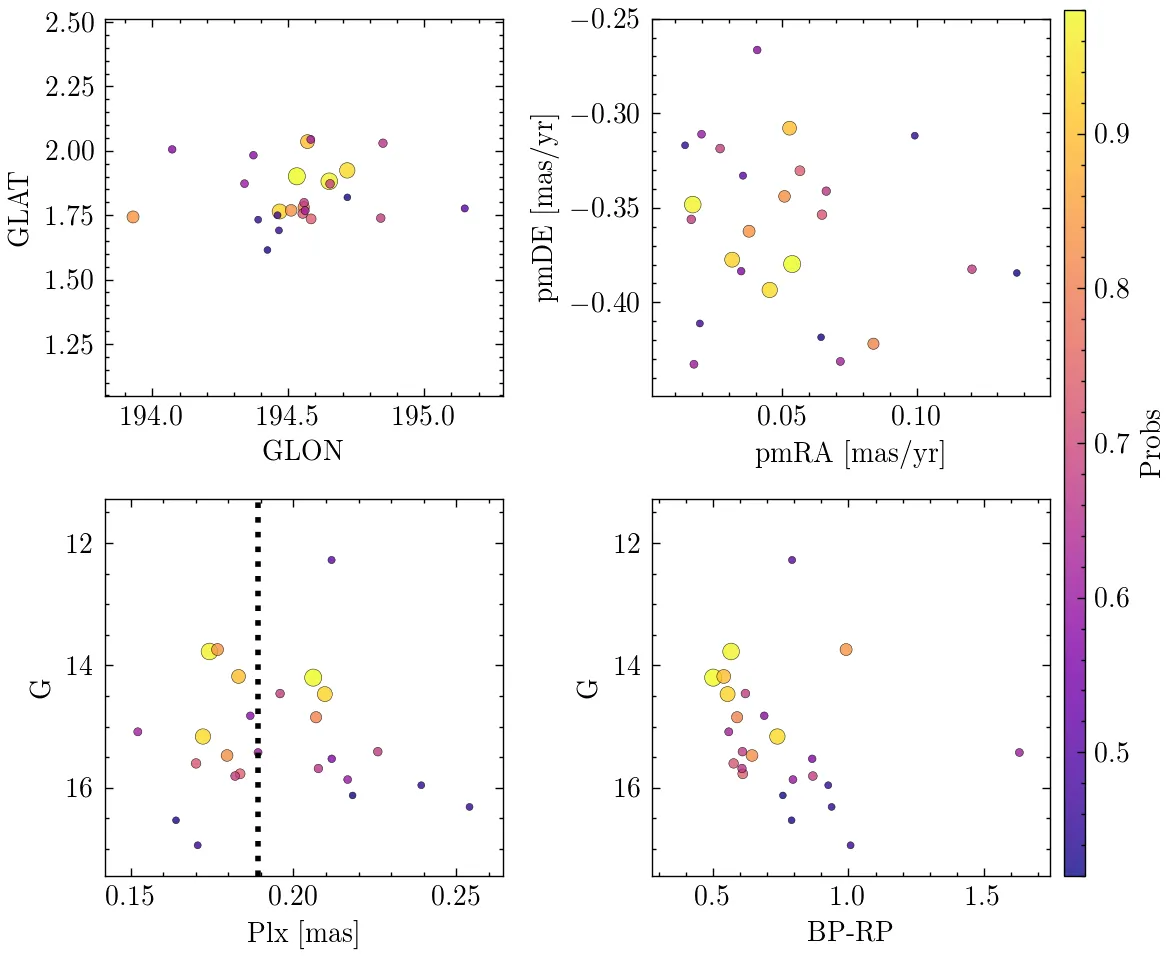 2.50
2.25
2.00
1.75
1.50
1.25
GLAT
194.0 194.5 195.0
GLON
−0.25
−0.30
−0.35
−0.40
pmDE [mas/yr]
0.05 0.10
pmRA [mas/yr]
12
14
16
G
0.15 0.20 0.25
Plx [mas]
12
14
16
G
0.5 1.0 1.5
BP-RP
0.9
0.8
0.7
0.6
0.5
Probs